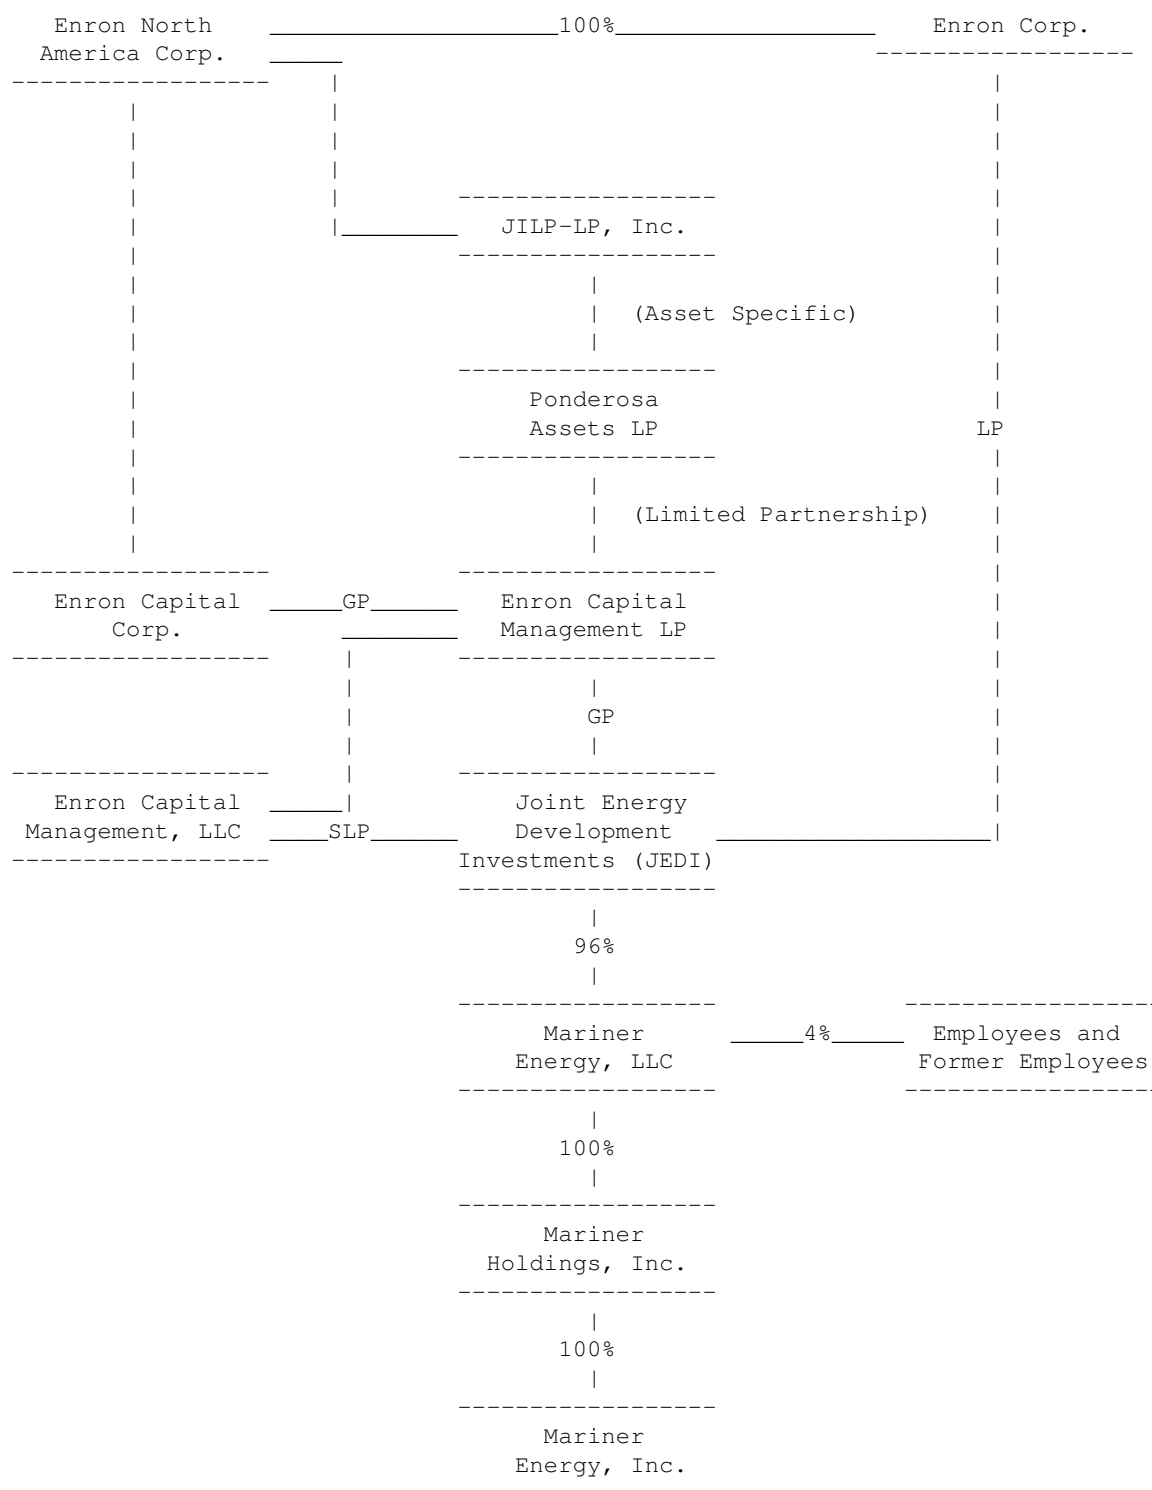 Enron North America Corp.
100%
Enron Corp.
JILP-LP, Inc.
(Asset Specific)
Ponderosa
Assets LP
LP
(Limited Partnership)
Enron Capital
Corp.
GP
Enron Capital
Management LP
GP
Enron Capital
Management, LLC
SLP
Joint Energy
Development
Investments (JEDI)
96%
Mariner
Energy, LLC
4%
Employees and
Former Employees
100%
Mariner
Holdings, Inc.
100%
Mariner
Energy, Inc.